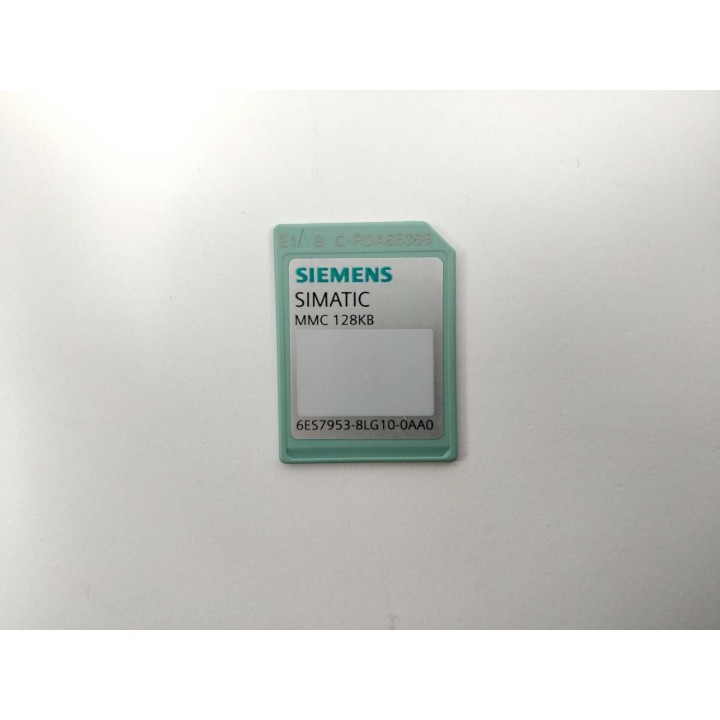 SIEMENS
SIMATIC
MMC 128KB
6ES7953-8LG10-0AA0